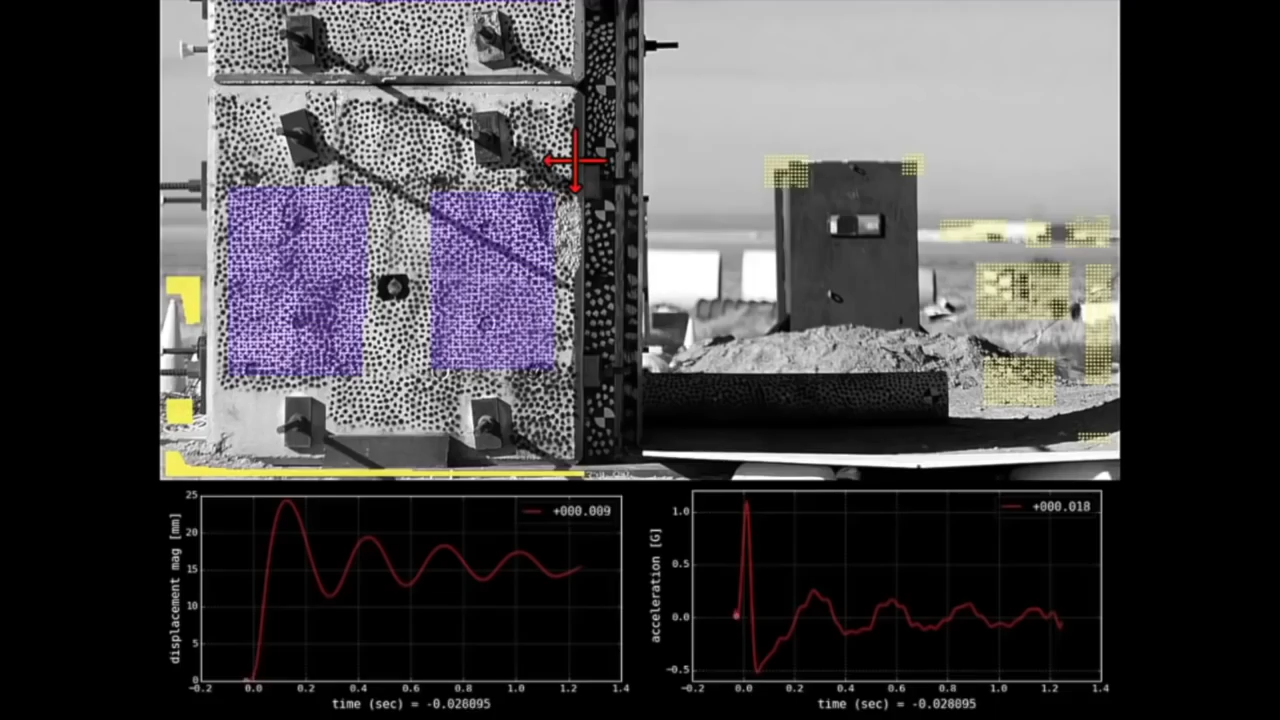 25
20
15
10
5
0
displacement mag [mm]
+000.009
−0.2 0.0 0.2 0.4 0.6 0.8 1.0 1.2 1.4
time (sec) = -0.028095
1.0
0.5
0.0
−0.5
acceleration [G]
+000.018
−0.2 0.0 0.2 0.4 0.6 0.8 1.0 1.2 1.4
time (sec) = -0.028095